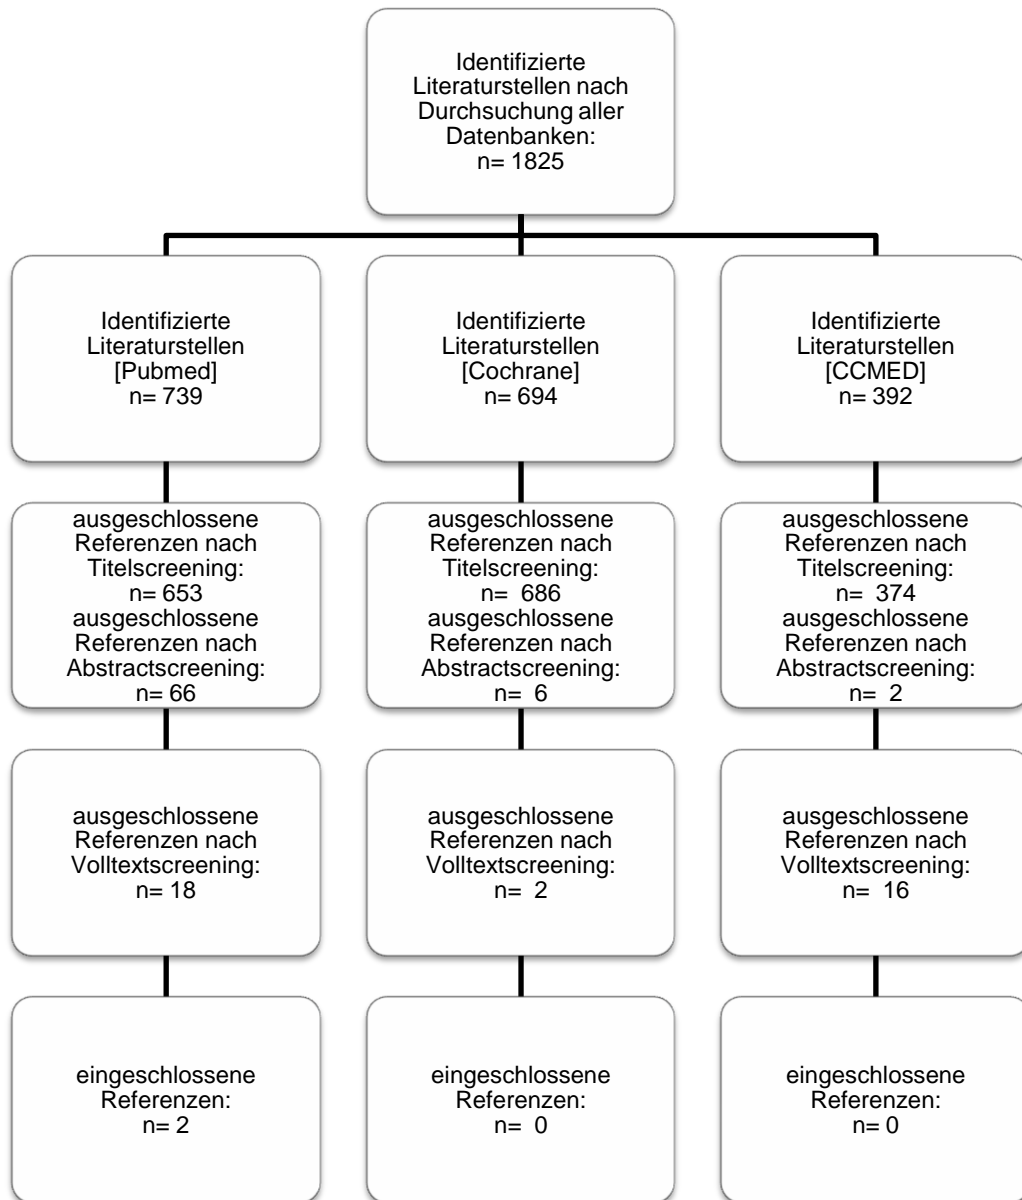 Identifizierte
Literaturstellen nach
Durchsuchung aller
Datenbanken:
n= 1825
Identifizierte
Literaturstellen
[Pubmed]
n= 739
Identifizierte
Literaturstellen
[Cochrane]
n= 694
Identifizierte
Literaturstellen
[CCMED]
n= 392
ausgeschlossene
Referenzen nach
Titelscreening:
n= 653
ausgeschlossene
Referenzen nach
Abstractscreening:
n= 66
ausgeschlossene
Referenzen nach
Titelscreening:
n=  686
ausgeschlossene
Referenzen nach
Abstractscreening:
n=  6
ausgeschlossene
Referenzen nach
Titelscreening:
n=  374
ausgeschlossene
Referenzen nach
Abstractscreening:
n=  2
ausgeschlossene
Referenzen nach
Volltextscreening:
n= 18
ausgeschlossene
Referenzen nach
Volltextscreening:
n=  2
ausgeschlossene
Referenzen nach
Volltextscreening:
n=  16
eingeschlossene
Referenzen:
n= 2
eingeschlossene
Referenzen:
n=  0
eingeschlossene
Referenzen:
n= 0